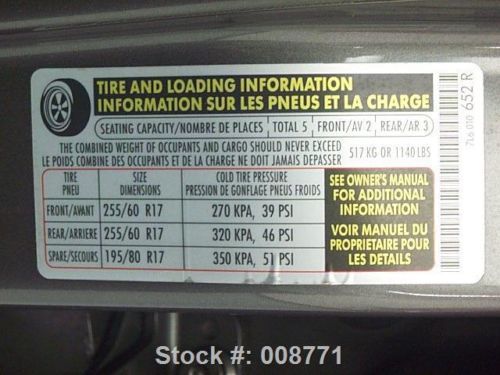 TIRE AND LOADING INFORMATION
INFORMATION SUR LES PNEUS ET LA CHARGE
SEATING CAPACITY/NOMBRE DE PLACES TOTAL 5 FRONT/AV 2 REAR/AR 3
THE COMBINED WEIGHT OF OCCUPANTS AND CARGO SHOULD NEVER EXCEED
LE POIDS COMBINE DES OCCUPANTS ET DE LA CHARGE NE DOIT JAMAIS DEPASSER
517 KG OR 1140 LBS
TIRE SIZE COLD TIRE PRESSURE
PNEU DIMENSIONS PRESSION DE GONFLAGE PNEUS FROIDS
FRONT/AVANT 255/60 R17 270 KPA, 39 PSI
REAR/ARRIERE 255/60 R17 320 KPA, 46 PSI
SPARE/SECOURS 195/80 R17 350 KPA, 51 PSI
SEE OWNER'S MANUAL
FOR ADDITIONAL
INFORMATION
VOIR MANUEL DU
PROPRIETAIRE POUR
LES DETAILS
7L6 010 652 R
Stock #: 008771